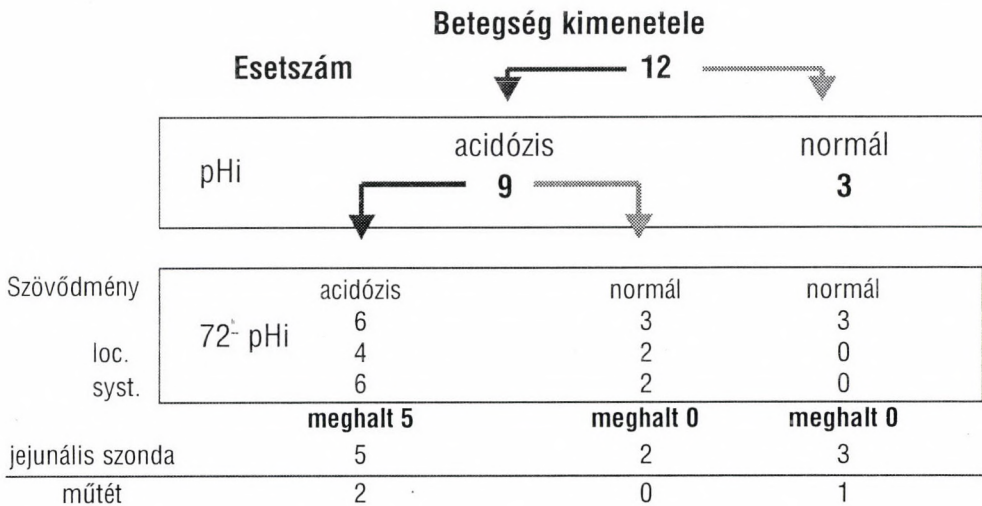 Betegség kimenetele
Esetszám 12
acidózis normál
pHi 9 3
Szövődmény acidózis normál normál
6 3 3
72- pHi
loc. 4 2 0
syst. 6 2 0
meghalt 5 meghalt 0 meghalt 0
jejunális szonda 5 2 3
műtét 2 0 1